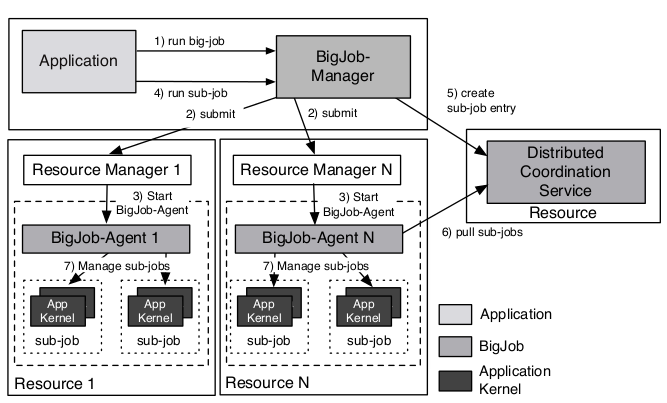 Application
1) run big-job
4) run sub-job
BigJob-
Manager
2) submit
2) submit
5) create
sub-job entry
Resource Manager 1
Resource Manager N
Distributed
Coordination
Service
Resource
3) Start
BigJob-Agent
3) Start
BigJob-Agent
BigJob-Agent 1
BigJob-Agent N
6) pull sub-jobs
7) Manage sub-jobs
7) Manage sub-jobs
App
Kernel
App
Kernel
App
Kernel
App
Kernel
sub-job
sub-job
sub-job
sub-job
Resource 1
Resource N
Application
BigJob
Application
Kernel